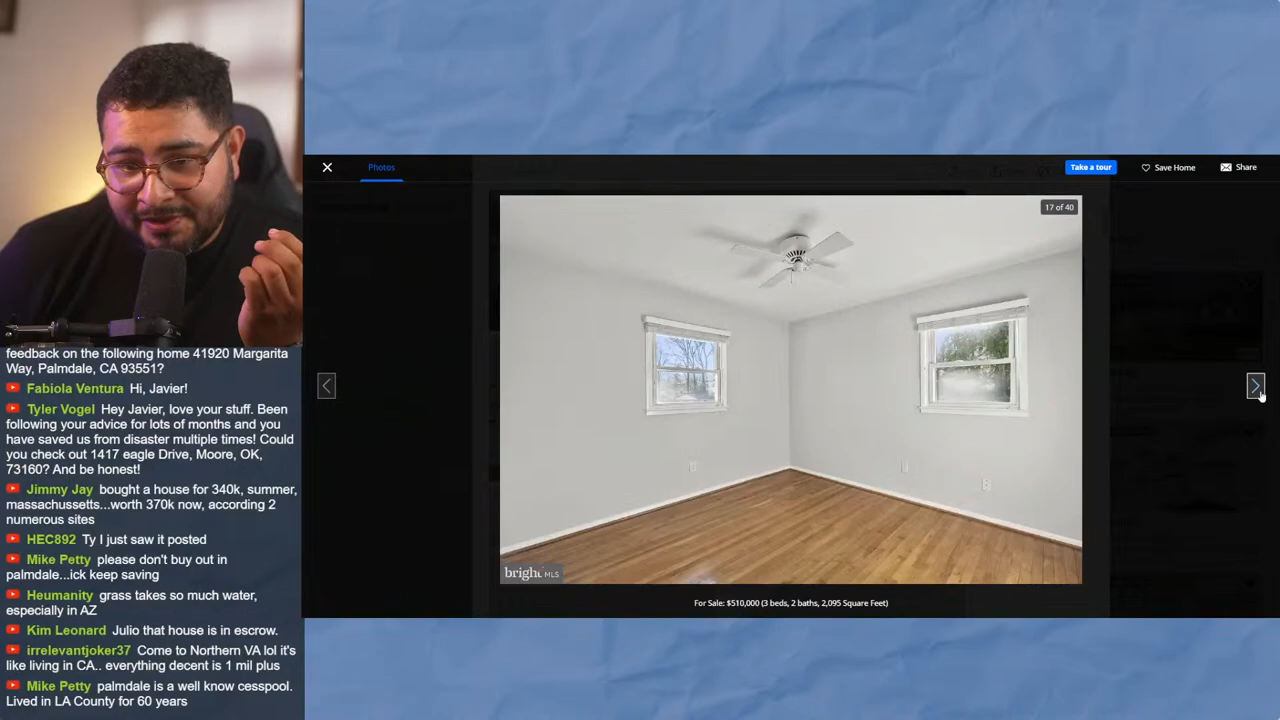 feedback on the following home 41920 Margarita
Way, Palmdale, CA 93551?
Fabiola Ventura Hi, Javier!
Tyler Vogel Hey Javier, love your stuff. Been
following your advice for lots of months and you
have saved us from disaster multiple times! Could
you check out 1417 eagle Drive, Moore, OK,
73160? And be honest!
Jimmy Jay bought a house for 340k, summer,
massachussetts...worth 370k now, according 2
numerous sites
HEC892 Ty I just saw it posted
Mike Petty please don't buy out in
palmdale...ick keep saving
Heumanity grass takes so much water,
especially in AZ
Kim Leonard Julio that house is in escrow.
irrelevantjoker37 Come to Northern VA lol it's
like living in CA.. everything decent is 1 mil plus
Mike Petty palmdale is a well know cesspool.
Lived in LA County for 60 years
Photos
Take a tour
Save Home
Share
17 of 40
bright MLS
For Sale: $510,000 (3 beds, 2 baths, 2,095 Square Feet)